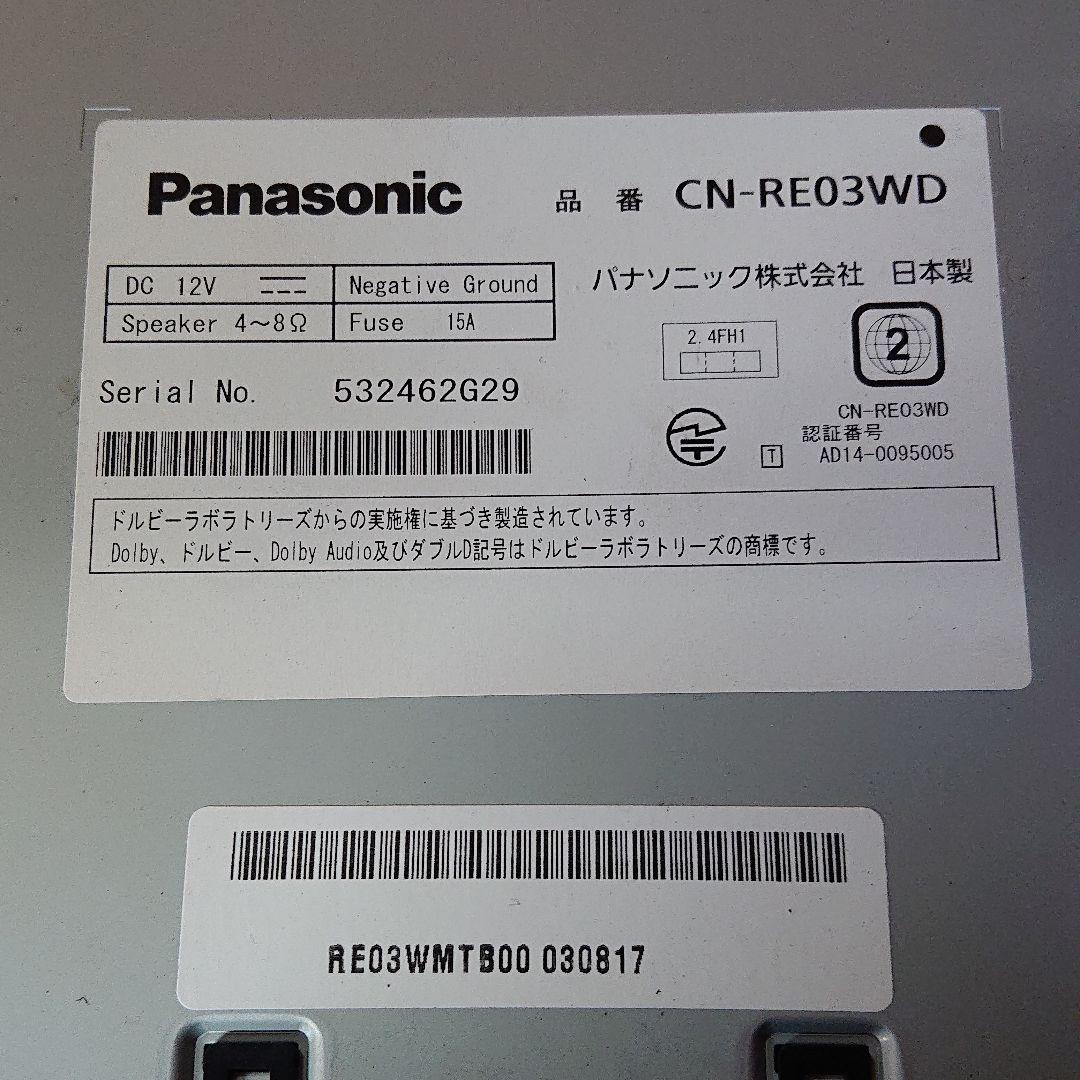 Panasonic 品番 CN-RE03WD
DC 12V Negative Ground
Speaker 4~8Ω Fuse 15A
パナソニック株式会社 日本製
2.4FH1
2
Serial No. 532462G29
CN-RE03WD
認証番号
T AD14-0095005
ドルビーラボラトリーズからの実施権に基づき製造されています。
Dolby、ドルビー、Dolby Audio及びダブルD記号はドルビーラボラトリーズの商標です。
RE03WMTB00 030817